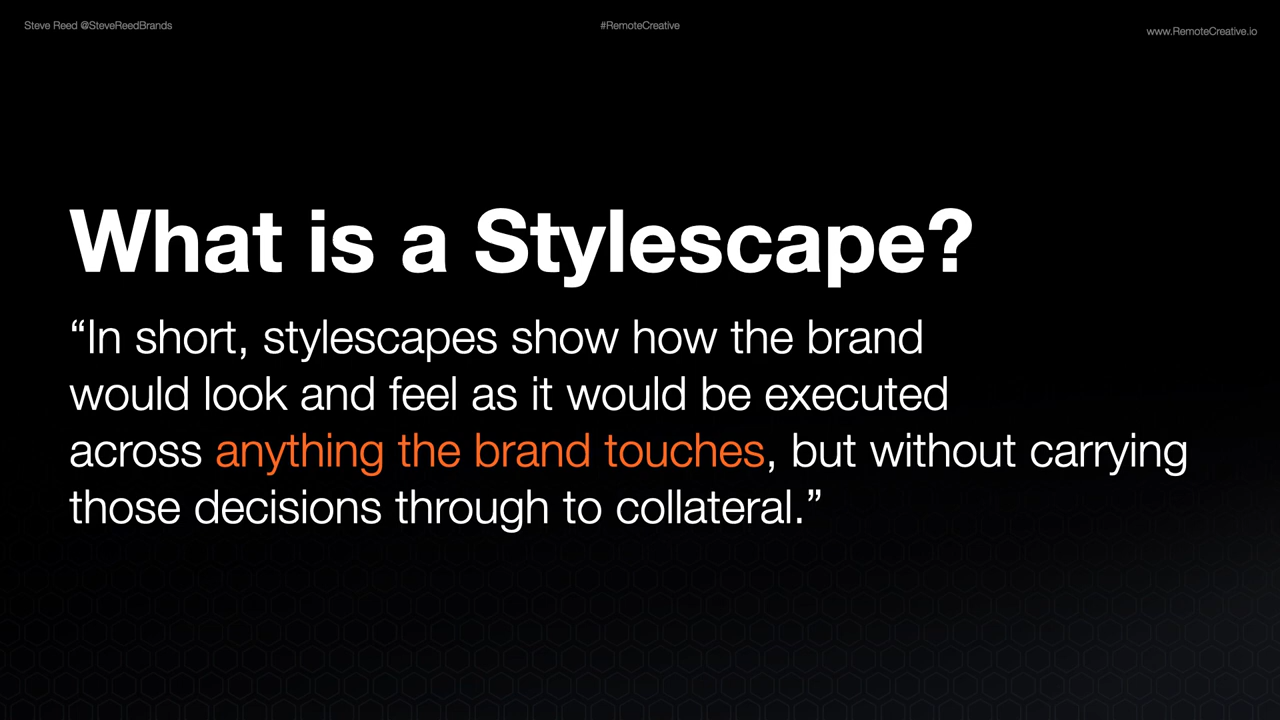 Steve Reed @SteveReedBrands
#RemoteCreative
www.RemoteCreative.io
What is a Stylescape?
“In short, stylescapes show how the brand
would look and feel as it would be executed
across anything the brand touches, but without carrying
those decisions through to collateral.”